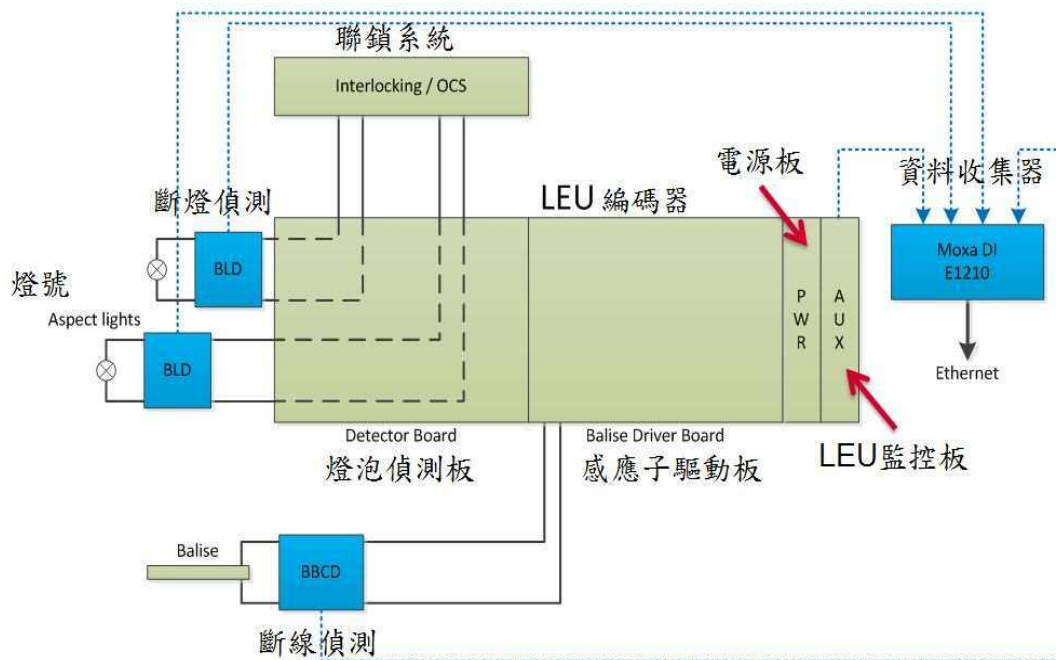 聯鎖系統
Interlocking / OCS
電源板
資料收集器
斷燈偵測
LEU 編碼器
BLD
Moxa DI
E1210
燈號
Aspect lights
BLD
PWR
AUX
Ethernet
Detector Board
Balise Driver Board
燈泡偵測板
感應子驅動板
LEU監控板
Balise
BBCD
斷線偵測